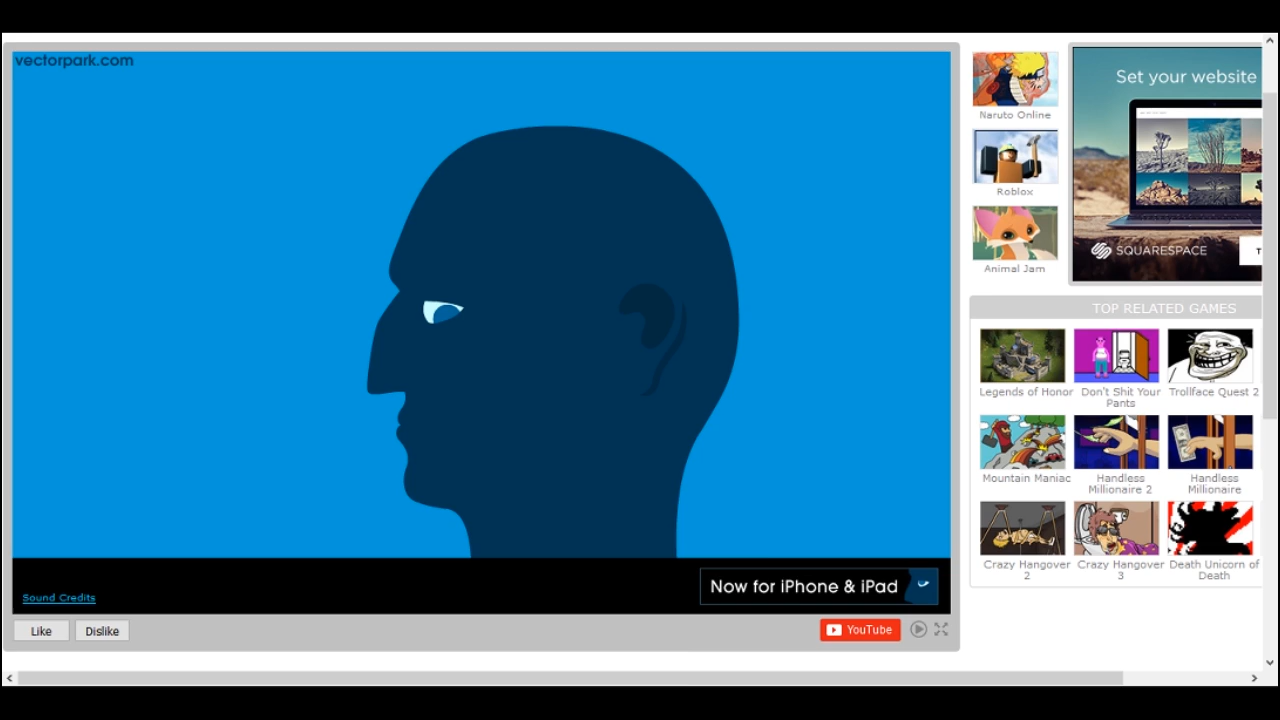 vectorpark.com
Sound Credits
Now for iPhone & iPad
Like
Dislike
YouTube
Naruto Online
Roblox
Animal Jam
Set your website
SQUARESPACE
T
TOP RELATED GAMES
Legends of Honor
Don't Shit Your
Pants
Trollface Quest 2
Mountain Maniac
Handless
Millionaire 2
Handless
Millionaire
Crazy Hangover
2
Crazy Hangover
3
Death Unicorn of
Death